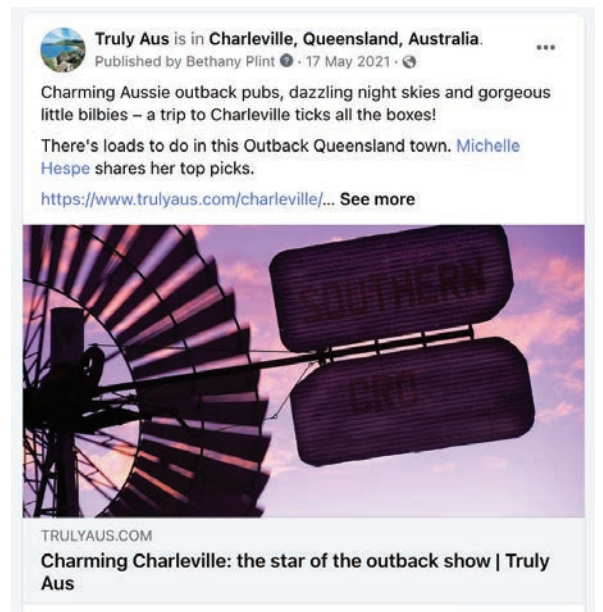 Truly Aus is in Charleville, Queensland, Australia.
Published by Bethany Plint · 17 May 2021 ·
Charming Aussie outback pubs, dazzling night skies and gorgeous
little bilbies – a trip to Charleville ticks all the boxes!
There's loads to do in this Outback Queensland town. Michelle
Hespe shares her top picks.
https://www.trulyaus.com/charleville/... See more
SOUTHERN
CRO
TRULYAUS.COM
Charming Charleville: the star of the outback show | Truly
Aus